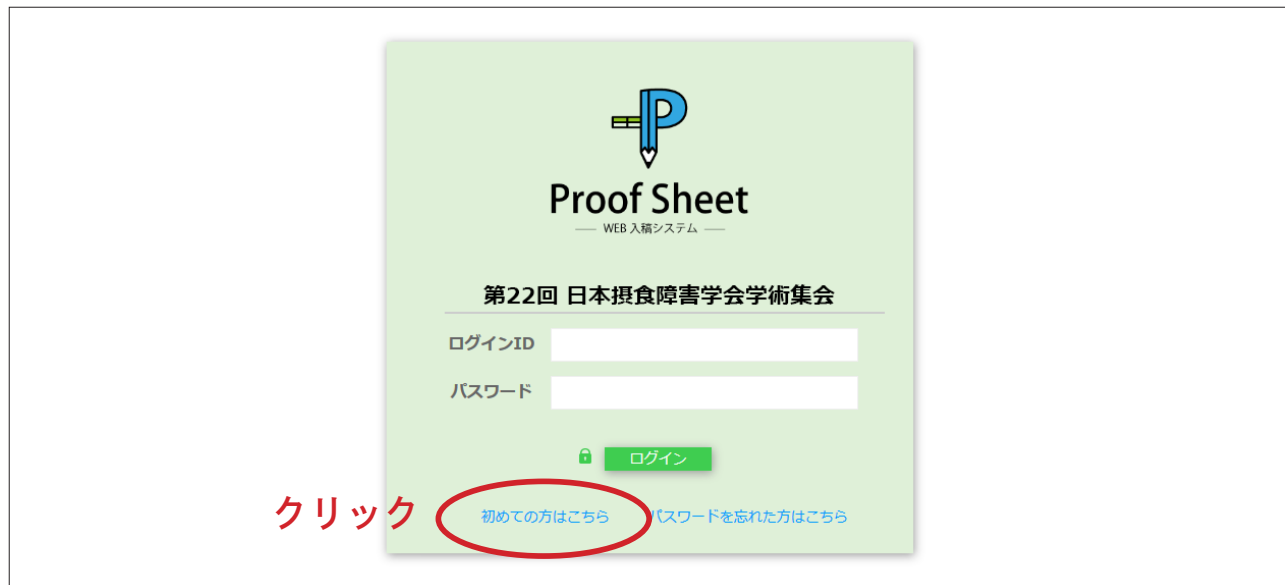 Proof Sheet
WEB 入稿システム
第22回 日本摂食障害学会学術集会
ログインID
パスワード
ログイン
クリック
初めての方はこちら パスワードを忘れた方はこちら